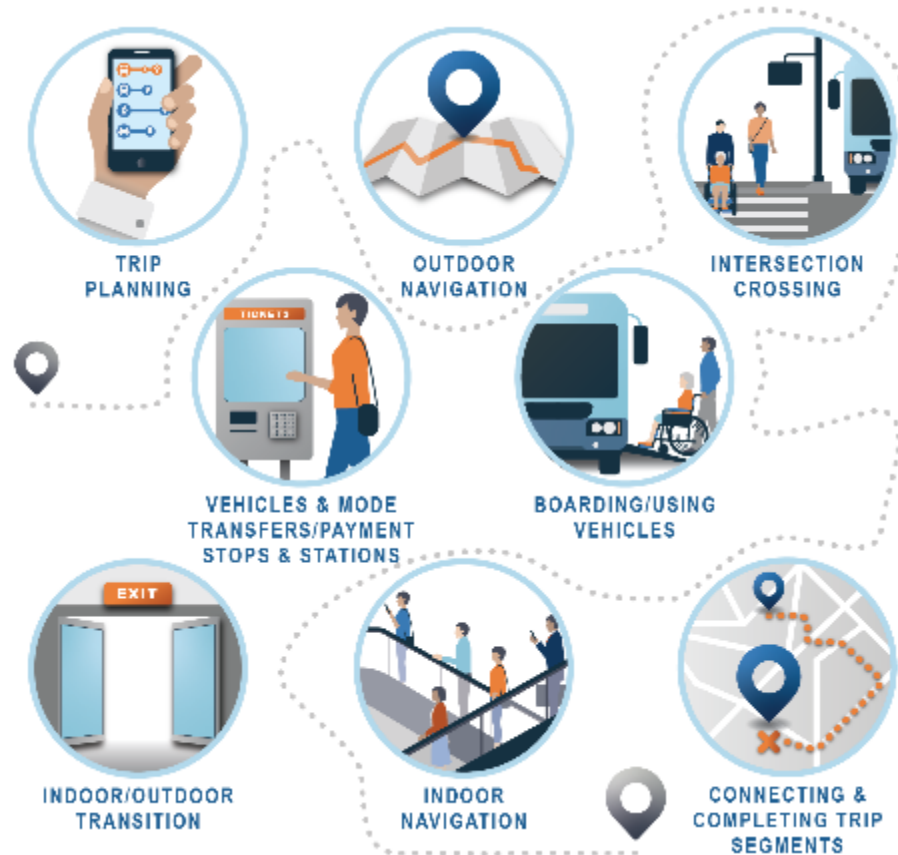 TRIP
PLANNING
OUTDOOR
NAVIGATION
INTERSECTION
CROSSING
TICKETS
VEHICLES & MODE
TRANSFERS/PAYMENT
STOPS & STATIONS
BOARDING/USING
VEHICLES
EXIT
INDOOR/OUTDOOR
TRANSITION
INDOOR
NAVIGATION
CONNECTING &
COMPLETING TRIP
SEGMENTS